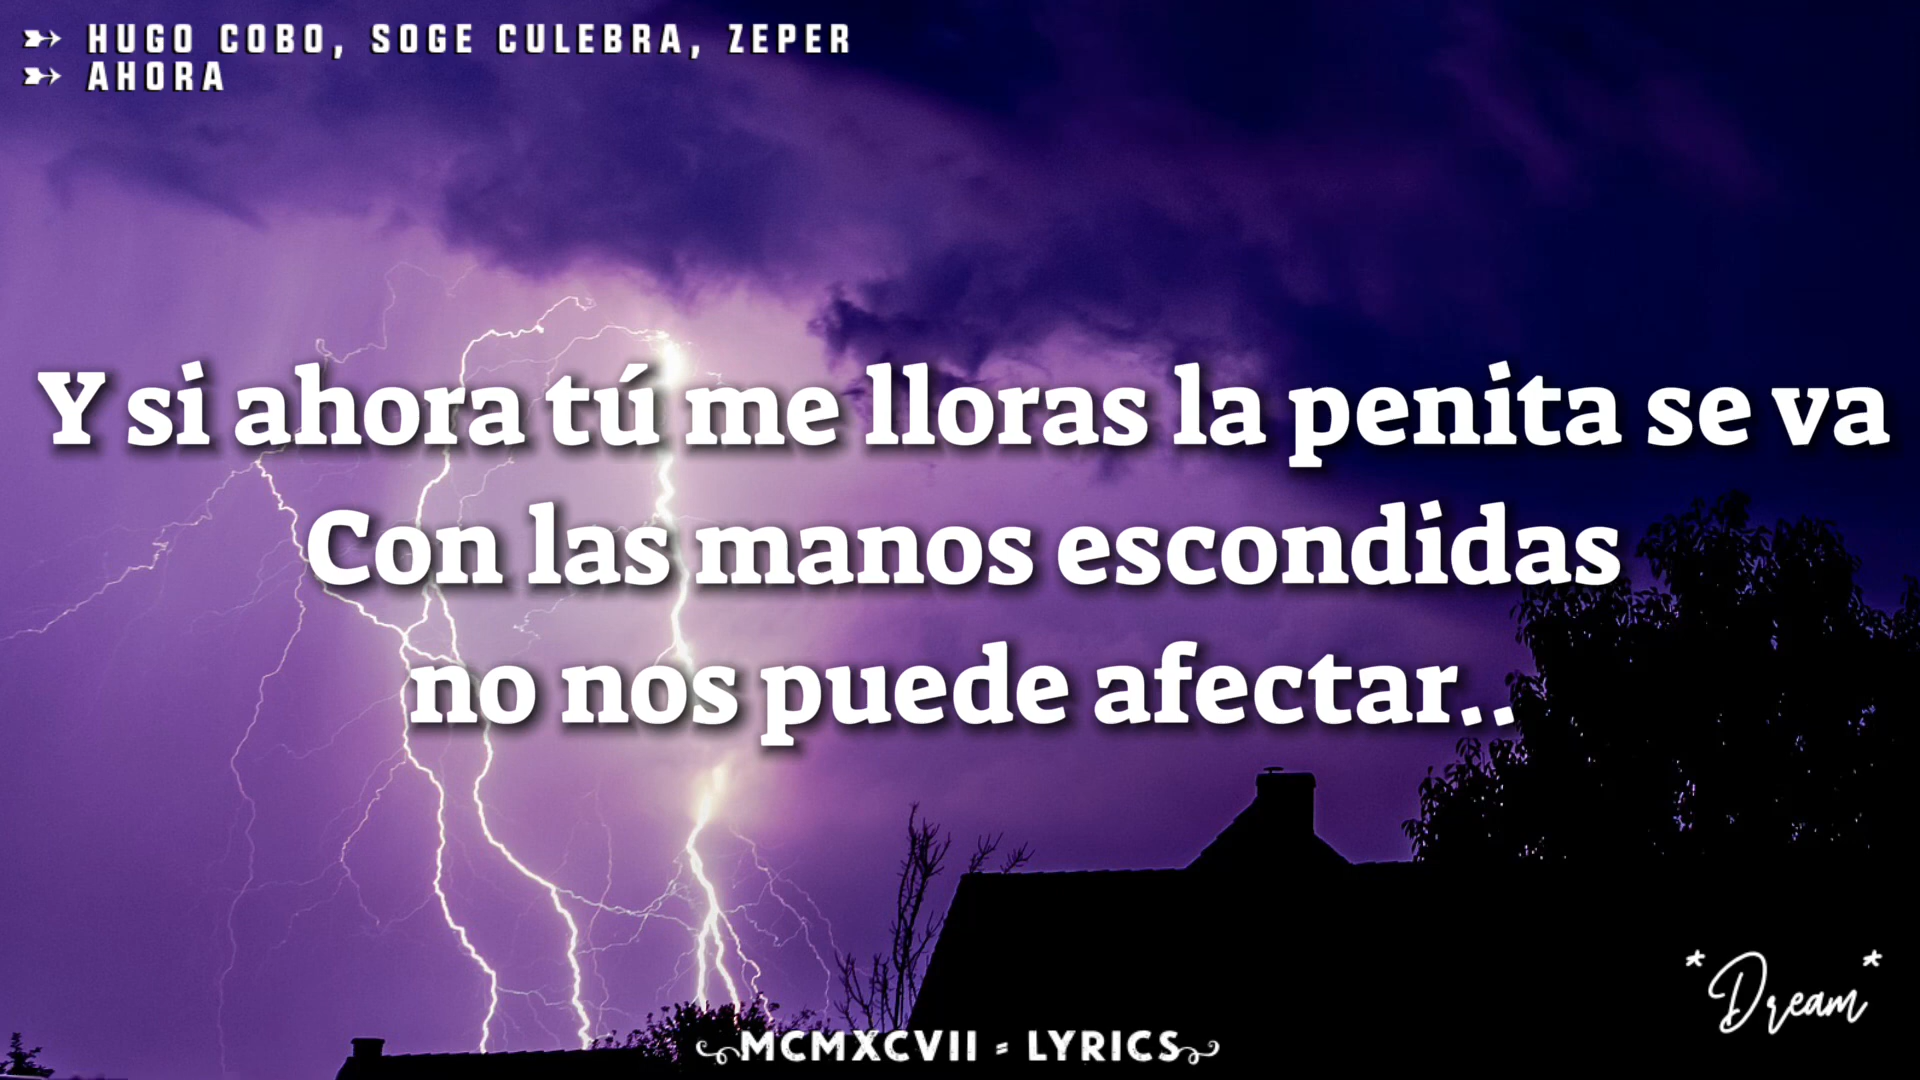 HUGO COBO, SOGE CULEBRA, ZEPER
AHORA
Y si ahora tú me lloras la penita se va
Con las manos escondidas
no nos puede afectar..
*Dream*
MCMXCVII = LYRICS